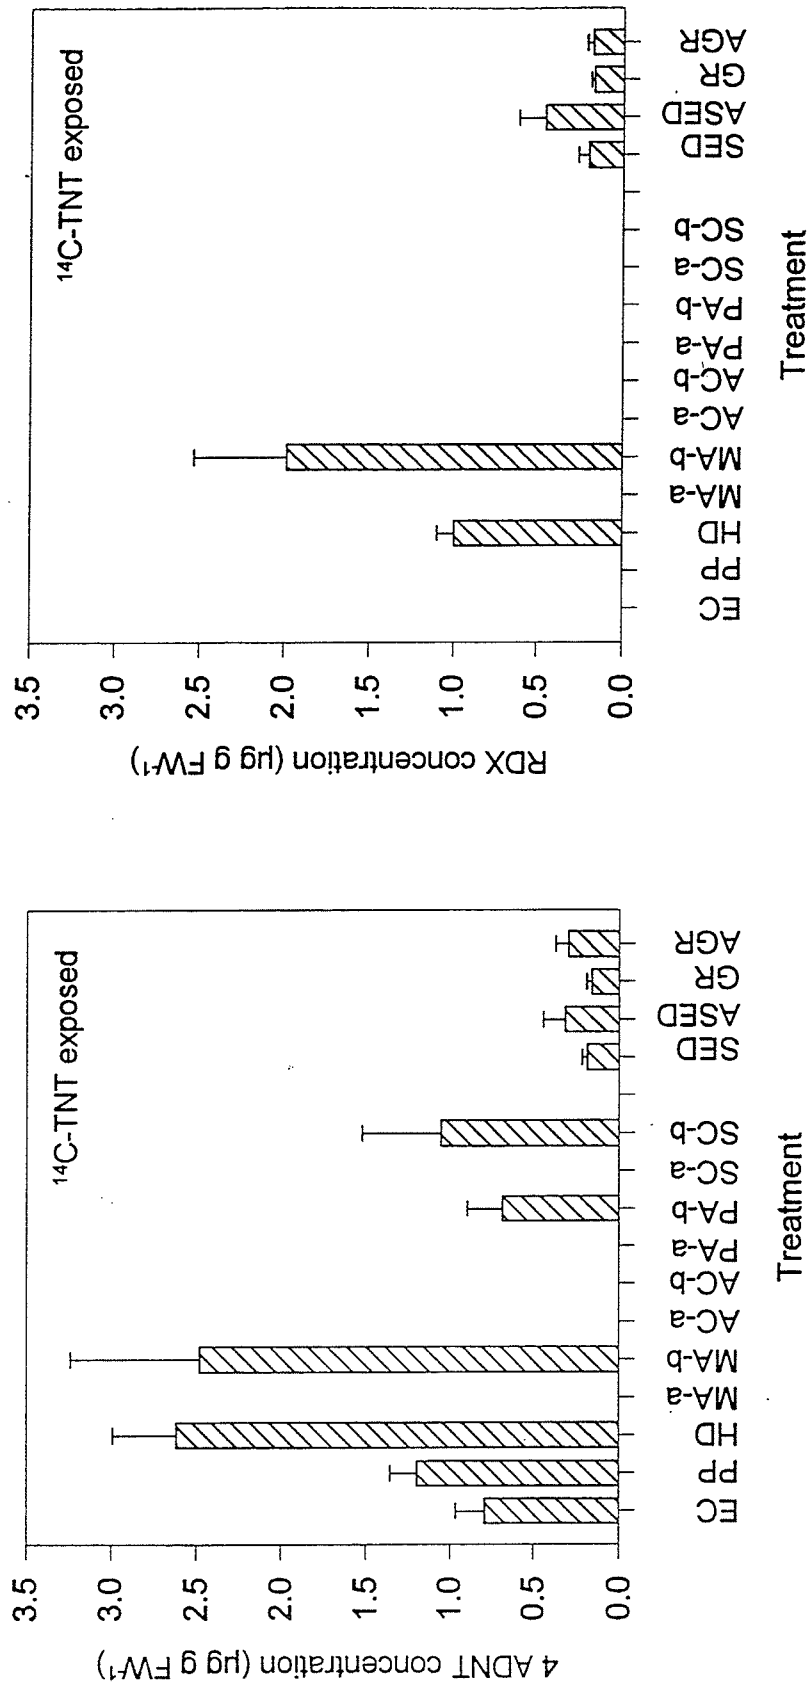 ¹⁴C-TNT exposed
3.5
3.0
2.5
2.0
1.5
1.0
0.5
0.0
4 ADNT concentration (µg g FW⁻¹)
EC
PP
HD
MA-a
MA-b
AC-a
AC-b
PA-a
PA-b
SC-a
SC-b
SED
ASED
GR
AGR
Treatment
¹⁴C-TNT exposed
3.5
3.0
2.5
2.0
1.5
1.0
0.5
0.0
RDX concentration (µg g FW⁻¹)
EC
PP
HD
MA-a
MA-b
AC-a
AC-b
PA-a
PA-b
SC-a
SC-b
SED
ASED
GR
AGR
Treatment